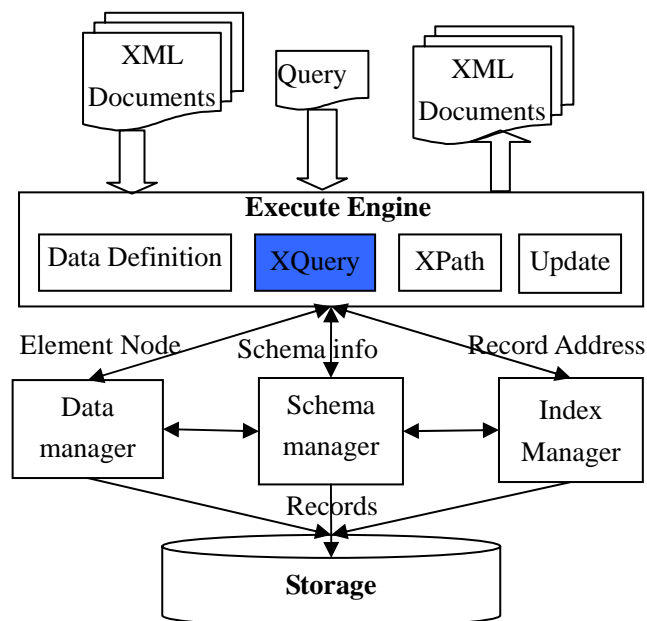 XML
Documents
Query
XML
Documents
Execute Engine
Data Definition
XQuery
XPath
Update
Element Node
Schema info
Record Address
Data
manager
Schema
manager
Index
Manager
Records
Storage